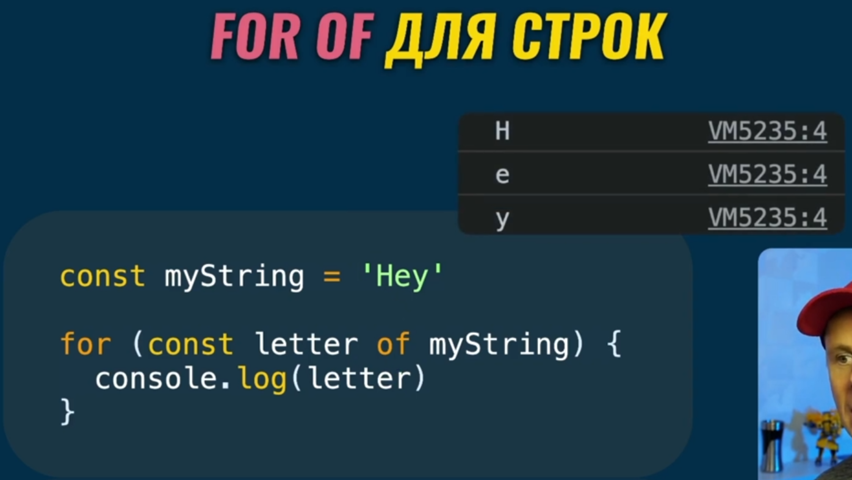 FOR OF ДЛЯ СТРОК
H VM5235:4
e VM5235:4
y VM5235:4
const myString = 'Hey'
for (const letter of myString) {
console.log(letter)
}